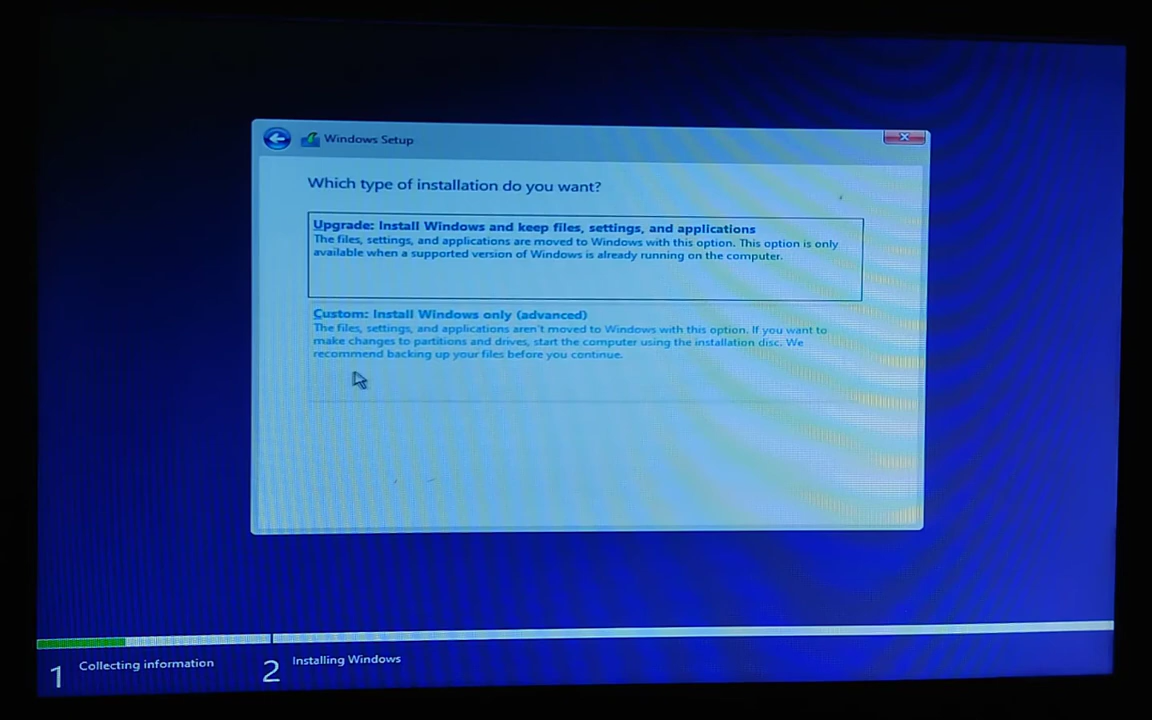 Windows Setup
Which type of installation do you want?
Upgrade: Install Windows and keep files, settings, and applications
The files, settings, and applications are moved to Windows with this option. This option is only
available when a supported version of Windows is already running on the computer.
Custom: Install Windows only (advanced)
The files, settings, and applications aren't moved to Windows with this option. If you want to
make changes to partitions and drives, start the computer using the installation disc. We
recommend backing up your files before you continue.
1 Collecting information
2 Installing Windows